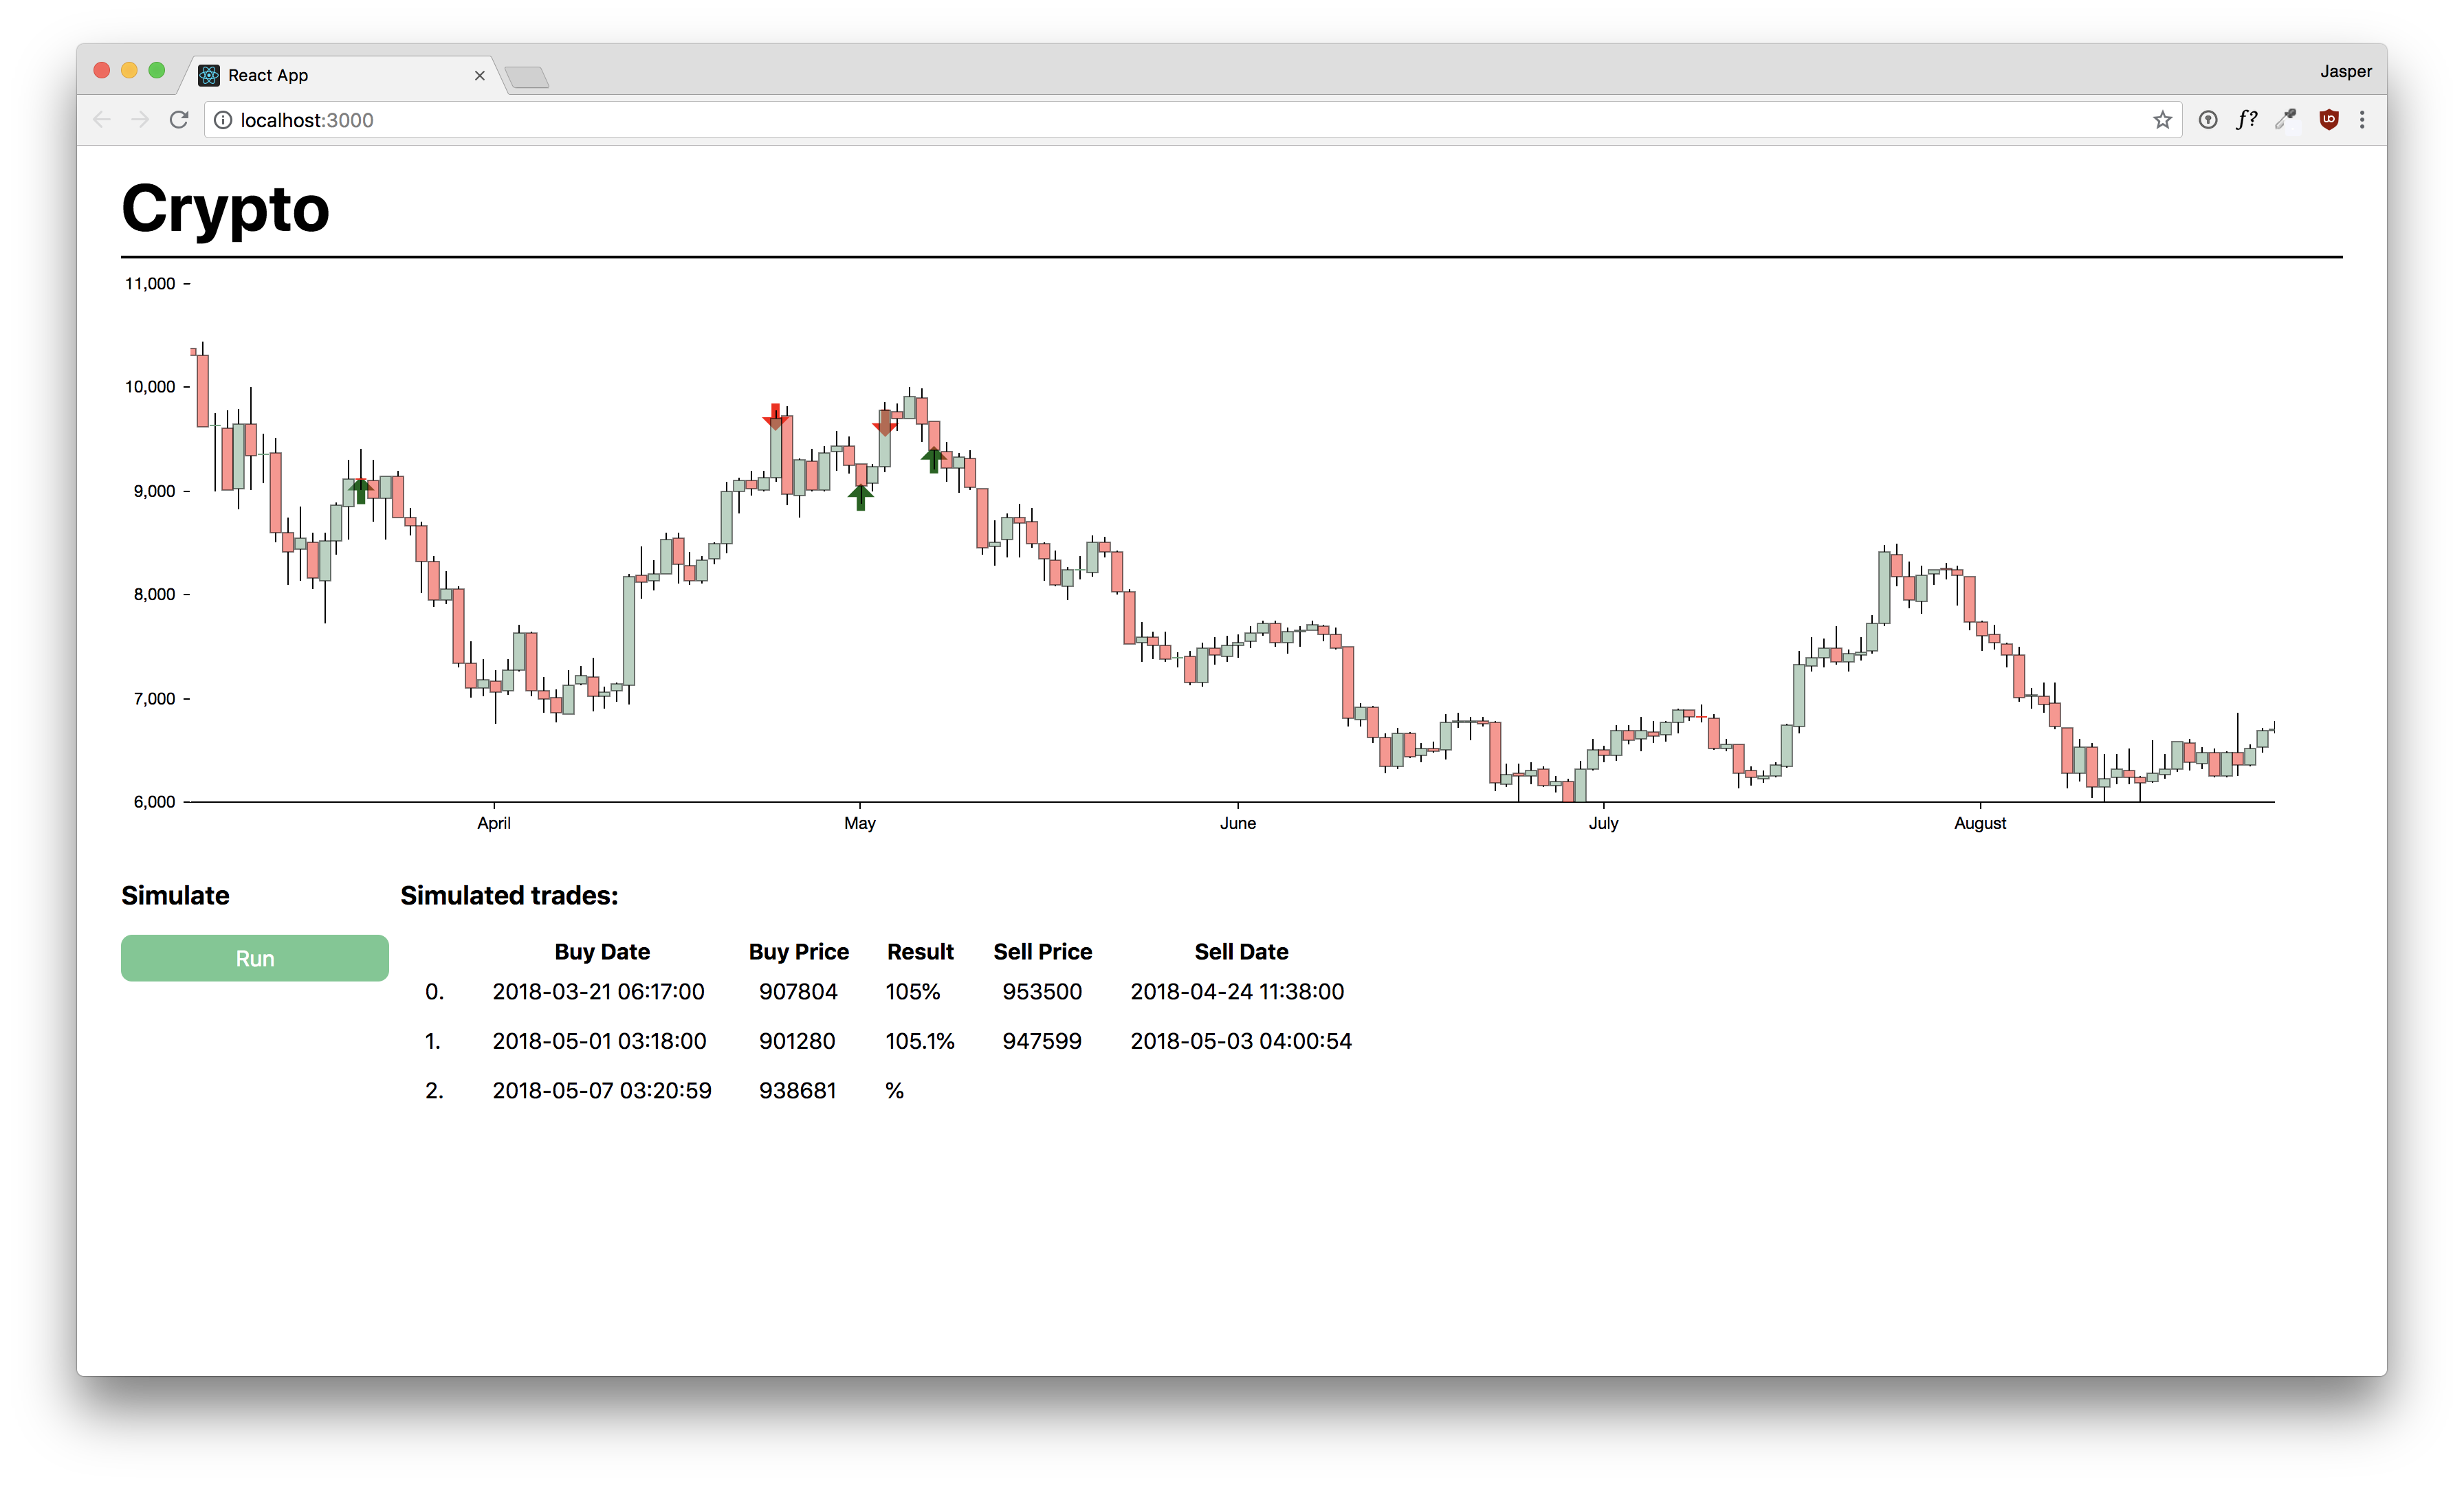 React App
Jasper
localhost:3000
f?
Crypto
11,000
10,000
9,000
8,000
7,000
6,000
April May June July August
Simulate
Simulated trades:
Run
Buy Date Buy Price Result Sell Price Sell Date
0. 2018-03-21 06:17:00 907804 105% 953500 2018-04-24 11:38:00
1. 2018-05-01 03:18:00 901280 105.1% 947599 2018-05-03 04:00:54
2. 2018-05-07 03:20:59 938681 %